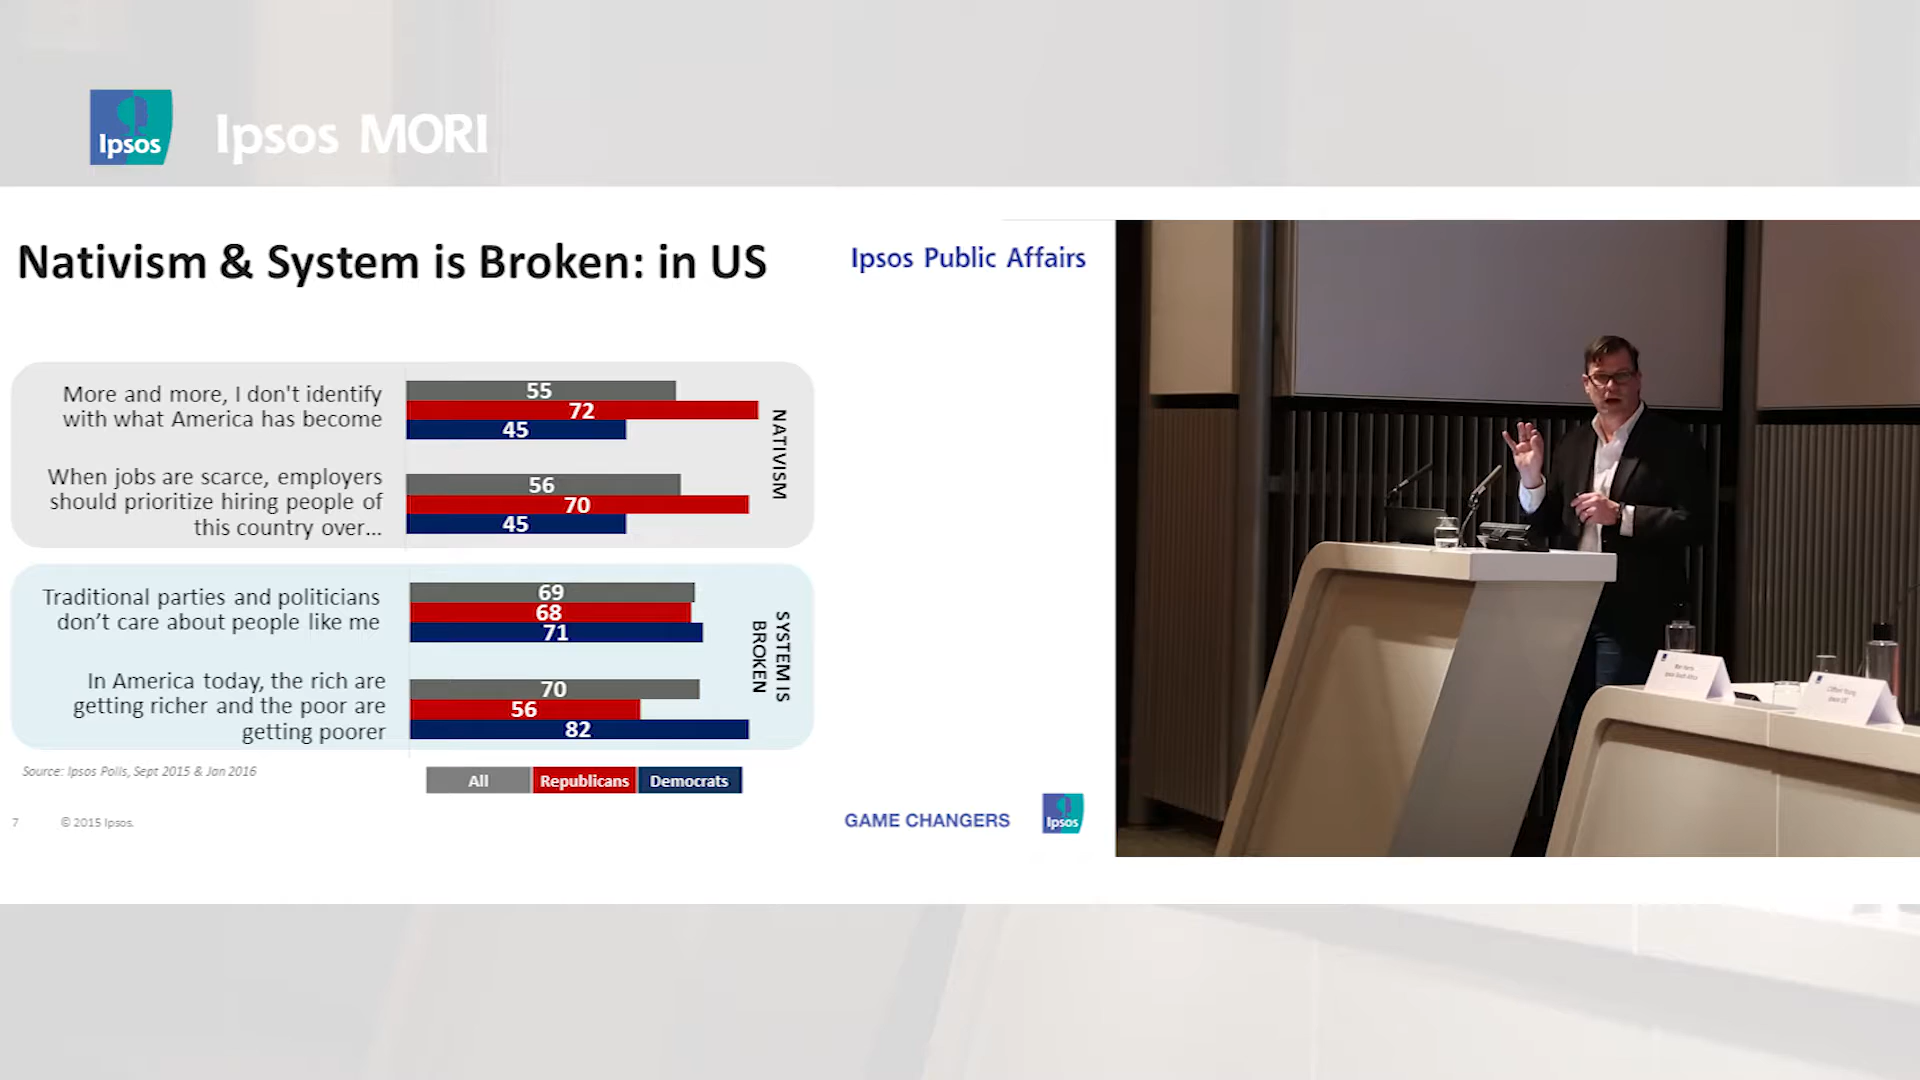 Ipsos
Ipsos MORI
Nativism & System is Broken: in US
Ipsos Public Affairs
More and more, I don't identify
with what America has become
55
72
45
When jobs are scarce, employers
should prioritize hiring people of
this country over...
56
70
45
NATIVISM
Traditional parties and politicians
don’t care about people like me
69
68
71
In America today, the rich are
getting richer and the poor are
getting poorer
70
56
82
SYSTEM IS
BROKEN
Source: Ipsos Polls, Sept 2015 & Jan 2016
All
Republicans
Democrats
7
© 2015 Ipsos.
GAME CHANGERS
Ipsos